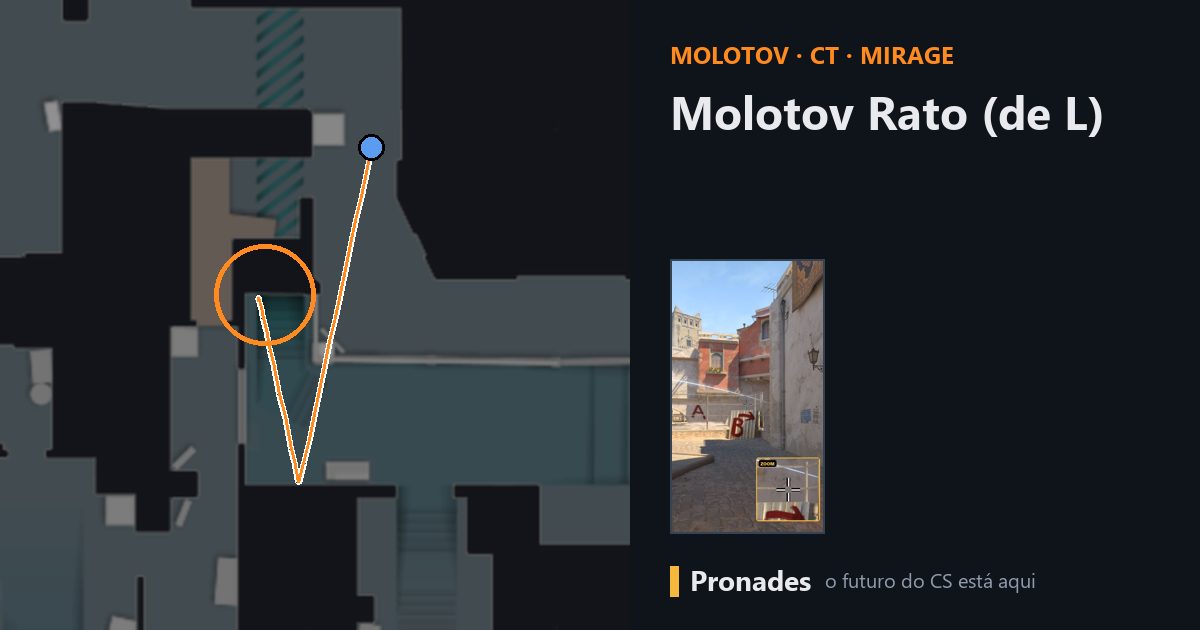 MOLOTOV · CT · MIRAGE
Molotov Rato (de L)
A
B
ZOOM
Pronades o futuro do CS está aqui